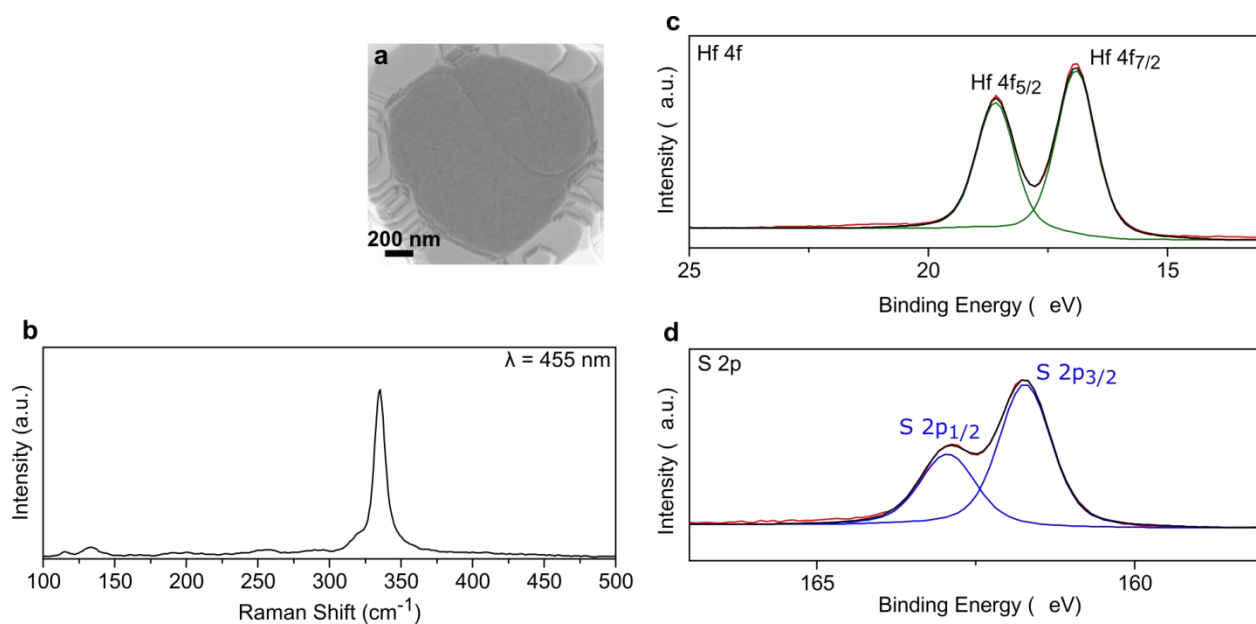 a
200 nm
b
λ = 455 nm
Intensity (a.u.)
100 150 200 250 300 350 400 450 500
Raman Shift (cm-1)
c
Hf 4f
Hf 4f5/2
Hf 4f7/2
Intensity ( a.u.)
25 20 15
Binding Energy ( eV)
d
S 2p
S 2p1/2
S 2p3/2
Intensity ( a.u.)
165 160
Binding Energy ( eV)